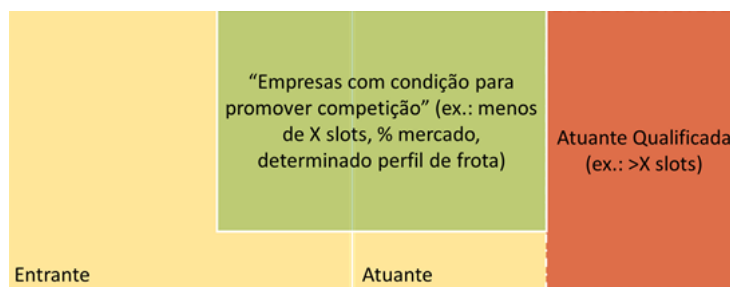 “Empresas com condição para
promover competição” (ex.: menos
de X slots, % mercado,
determinado perfil de frota)
Atuante Qualificada
(ex.: >X slots)
Entrante
Atuante